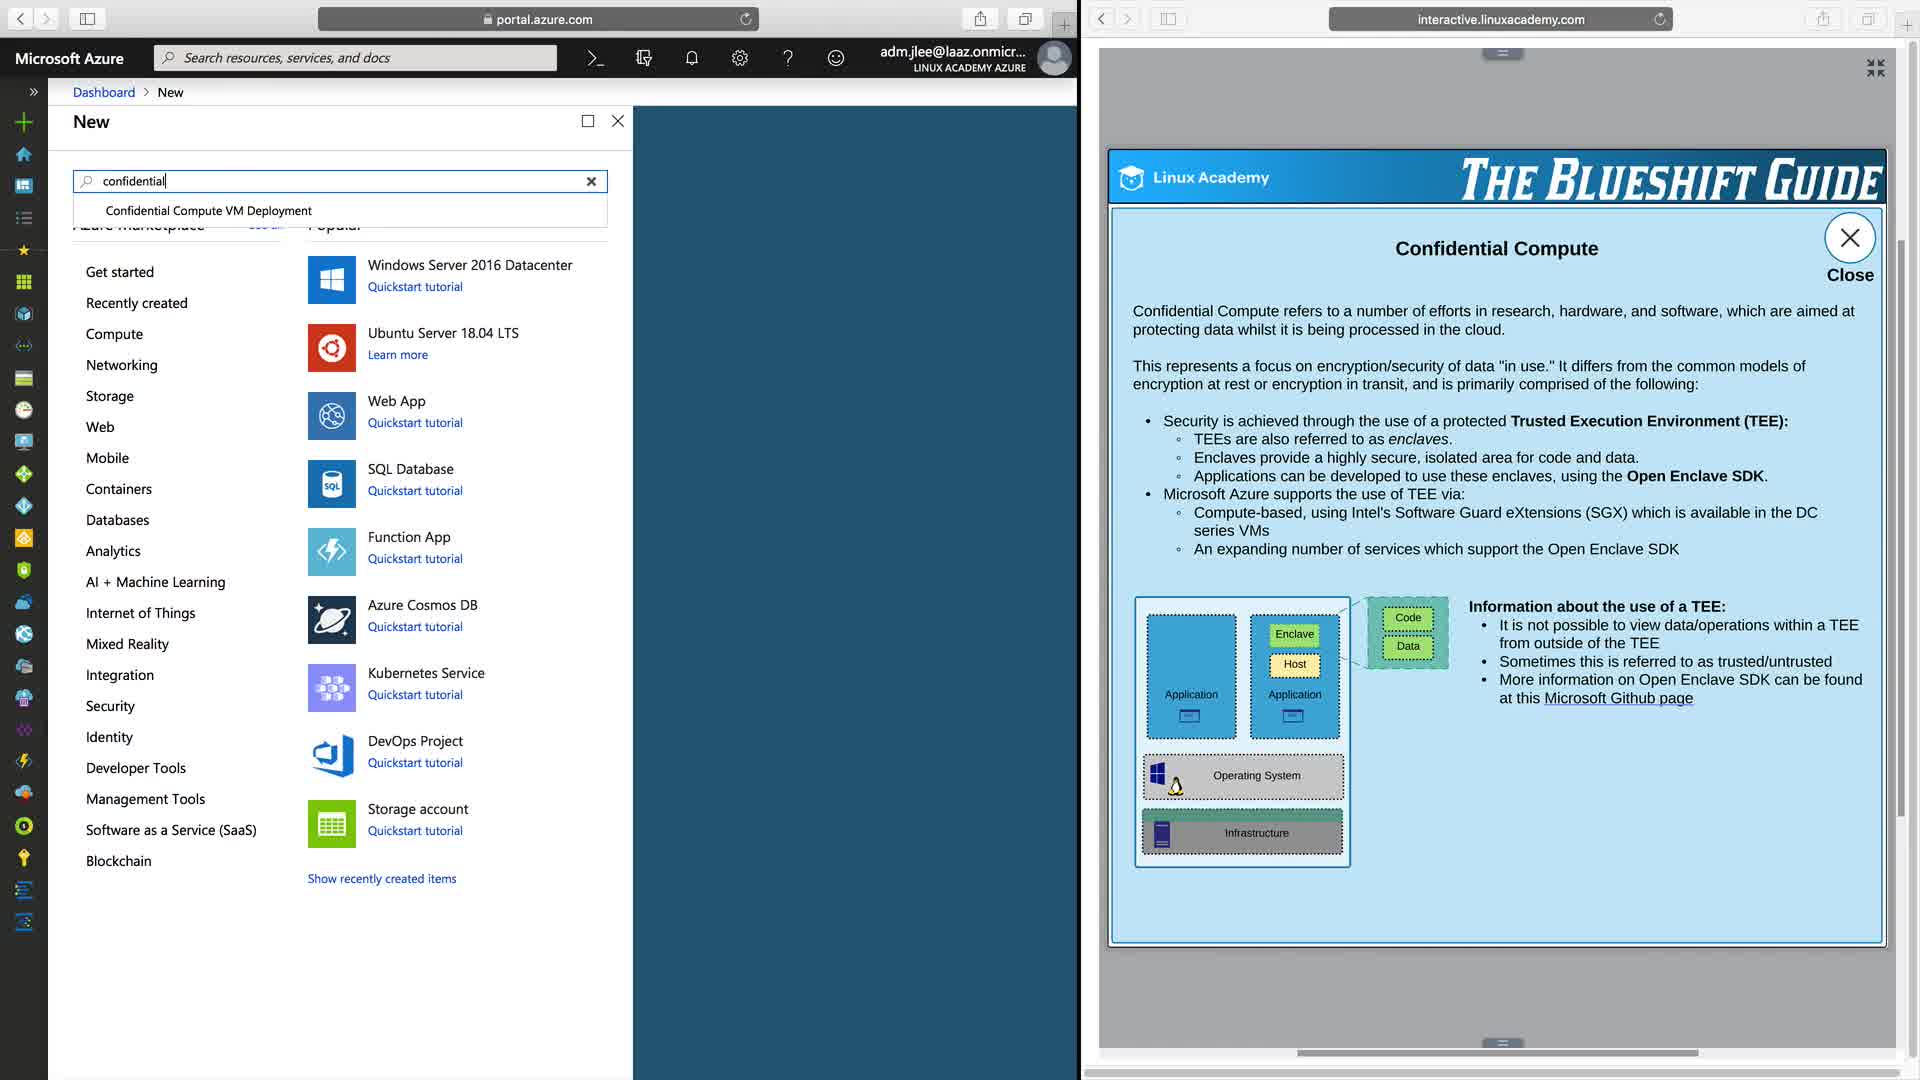 portal.azure.com
Microsoft Azure
Search resources, services, and docs
adm.jlee@laaz.onmicr...
LINUX ACADEMY AZURE
Dashboard > New
New
confidential
Confidential Compute VM Deployment
Get started
Recently created
Compute
Networking
Storage
Web
Mobile
Containers
Databases
Analytics
AI + Machine Learning
Internet of Things
Mixed Reality
Integration
Security
Identity
Developer Tools
Management Tools
Software as a Service (SaaS)
Blockchain
Windows Server 2016 Datacenter
Quickstart tutorial
Ubuntu Server 18.04 LTS
Learn more
Web App
Quickstart tutorial
SQL Database
Quickstart tutorial
SQL
Function App
Quickstart tutorial
Azure Cosmos DB
Quickstart tutorial
Kubernetes Service
Quickstart tutorial
DevOps Project
Quickstart tutorial
Storage account
Quickstart tutorial
Show recently created items
interactive.linuxacademy.com
Linux Academy
THE BLUESHIFT GUIDE
Close
Confidential Compute
Confidential Compute refers to a number of efforts in research, hardware, and software, which are aimed at
protecting data whilst it is being processed in the cloud.
This represents a focus on encryption/security of data "in use." It differs from the common models of
encryption at rest or encryption in transit, and is primarily comprised of the following:
• Security is achieved through the use of a protected Trusted Execution Environment (TEE):
◦ TEEs are also referred to as enclaves.
◦ Enclaves provide a highly secure, isolated area for code and data.
◦ Applications can be developed to use these enclaves, using the Open Enclave SDK.
• Microsoft Azure supports the use of TEE via:
◦ Compute-based, using Intel's Software Guard eXtensions (SGX) which is available in the DC
series VMs
◦ An expanding number of services which support the Open Enclave SDK
Application
Enclave
Host
Application
Code
Data
Operating System
Infrastructure
Information about the use of a TEE:
• It is not possible to view data/operations within a TEE
from outside of the TEE
• Sometimes this is referred to as trusted/untrusted
• More information on Open Enclave SDK can be found
at this Microsoft Github page